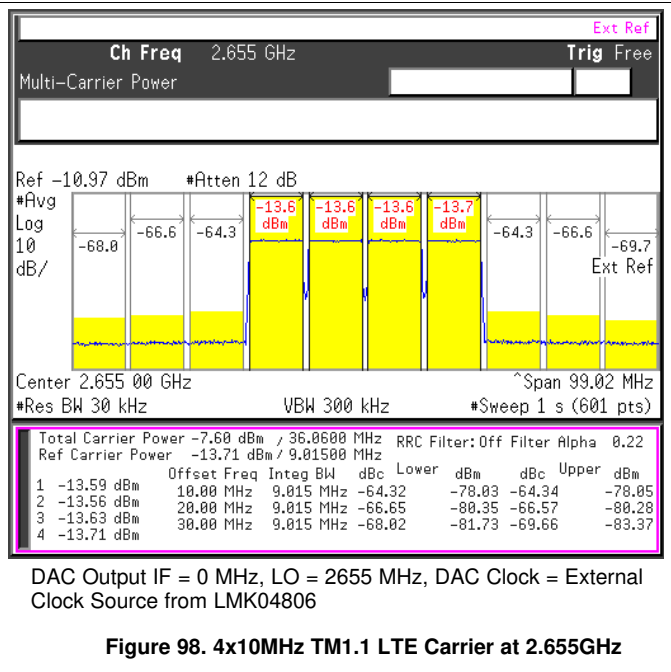 Ext Ref
Ch Freq 2.655 GHz Trig Free
Multi-Carrier Power
Ref -10.97 dBm #Atten 12 dB
#Avg
Log
10
dB/
-13.6 dBm -13.6 dBm -13.6 dBm -13.7 dBm
-68.0 -66.6 -64.3 -64.3 -66.6 -69.7
Ext Ref
Center 2.655 00 GHz ^Span 99.02 MHz
#Res BW 30 kHz VBW 300 kHz #Sweep 1 s (601 pts)
Total Carrier Power -7.60 dBm / 36.0600 MHz RRC Filter: Off Filter Alpha 0.22
Ref Carrier Power -13.71 dBm/ 9.01500 MHz
Offset Freq Integ BW dBc Lower dBm dBc Upper dBm
1 -13.59 dBm 10.00 MHz 9.015 MHz -64.32 -78.03 -64.34 -78.05
2 -13.56 dBm 20.00 MHz 9.015 MHz -66.65 -80.35 -66.57 -80.28
3 -13.63 dBm 30.00 MHz 9.015 MHz -68.02 -81.73 -69.66 -83.37
4 -13.71 dBm
DAC Output IF = 0 MHz, LO = 2655 MHz, DAC Clock = External
Clock Source from LMK04806
Figure 98. 4x10MHz TM1.1 LTE Carrier at 2.655GHz